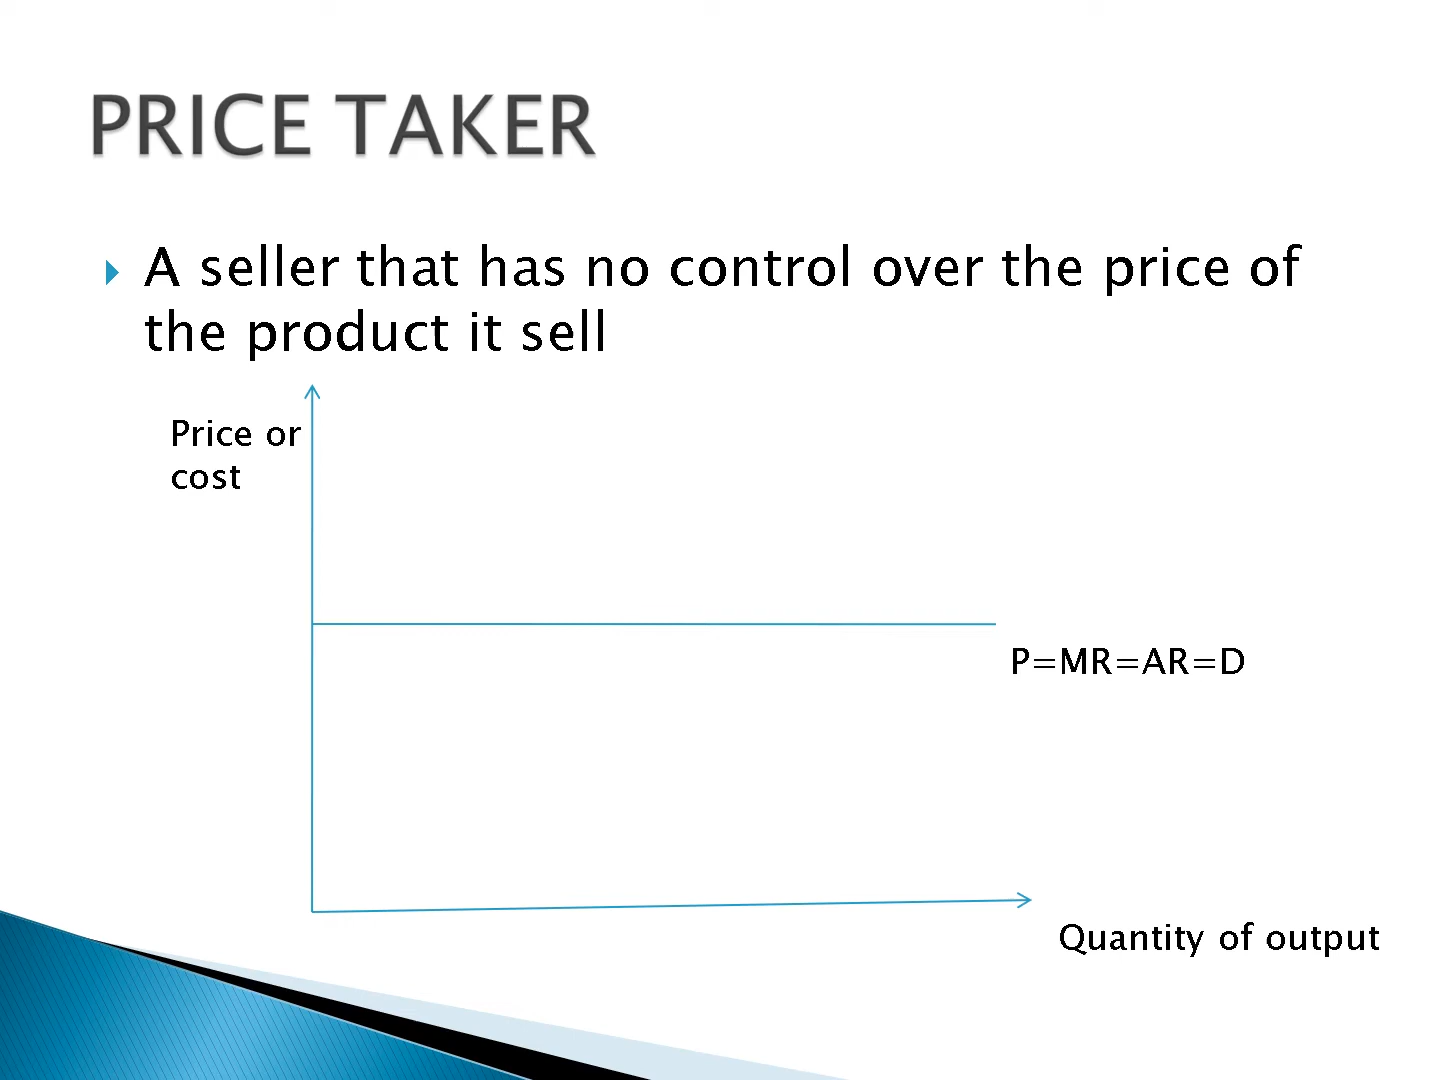 PRICE TAKER
A seller that has no control over the price of
the product it sell
Price or
cost
P=MR=AR=D
Quantity of output